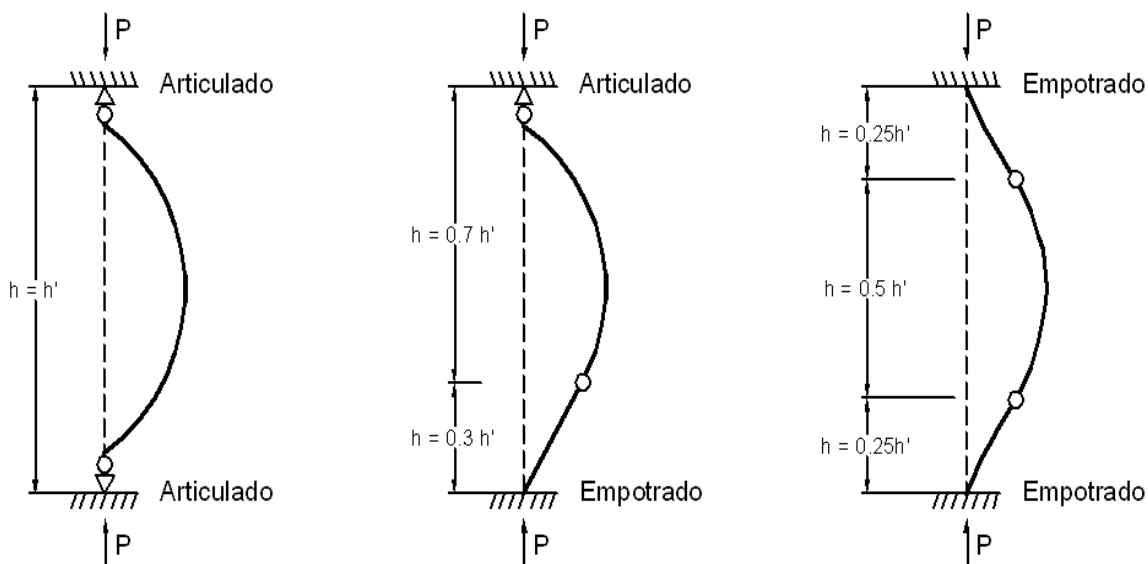 P
Articulado
h = h'
Articulado
P
P
Articulado
h = 0.7 h'
h = 0.3 h'
Empotrado
P
P
Empotrado
h = 0.25h'
h = 0.5 h'
h = 0.25h'
Empotrado
P